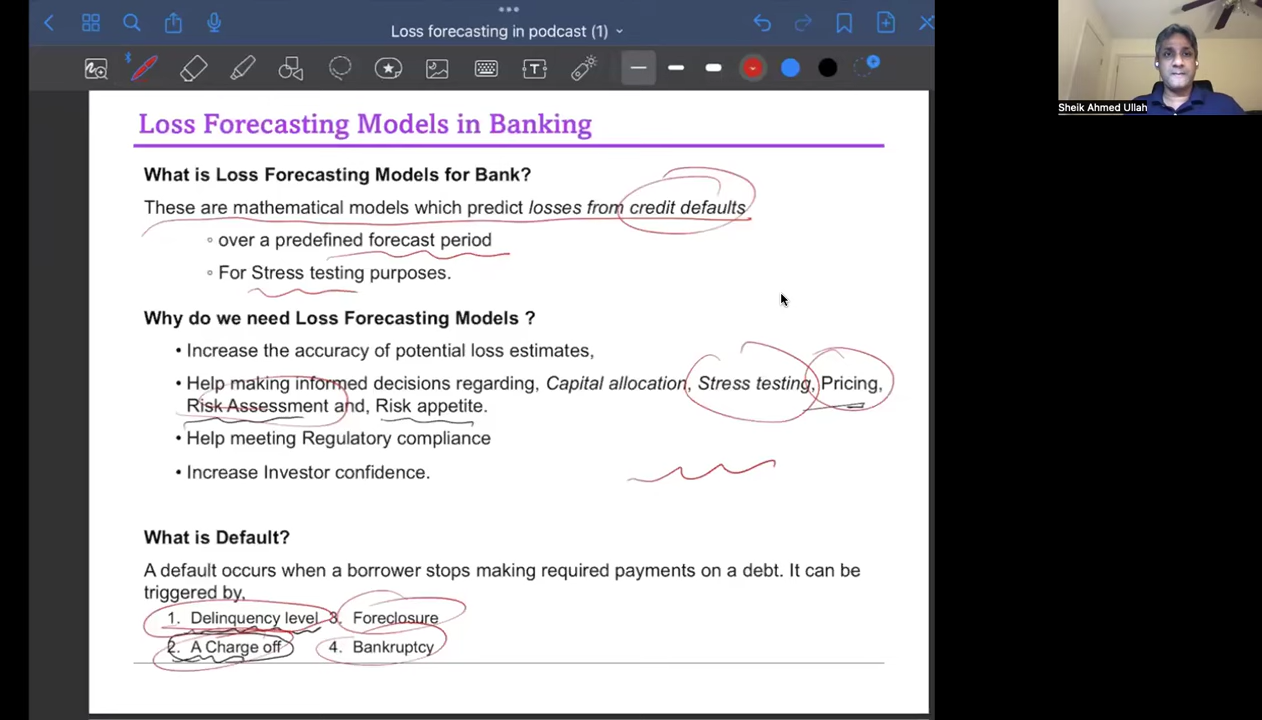 Loss forecasting in podcast (1)
Sheik Ahmed Ullah
Loss Forecasting Models in Banking
What is Loss Forecasting Models for Bank?
These are mathematical models which predict losses from credit defaults
◦ over a predefined forecast period
◦ For Stress testing purposes.
Why do we need Loss Forecasting Models ?
• Increase the accuracy of potential loss estimates,
• Help making informed decisions regarding, Capital allocation, Stress testing, Pricing,
Risk Assessment and, Risk appetite.
• Help meeting Regulatory compliance
• Increase Investor confidence.
What is Default?
A default occurs when a borrower stops making required payments on a debt. It can be
triggered by,
1. Delinquency level 3. Foreclosure
2. A Charge off 4. Bankruptcy